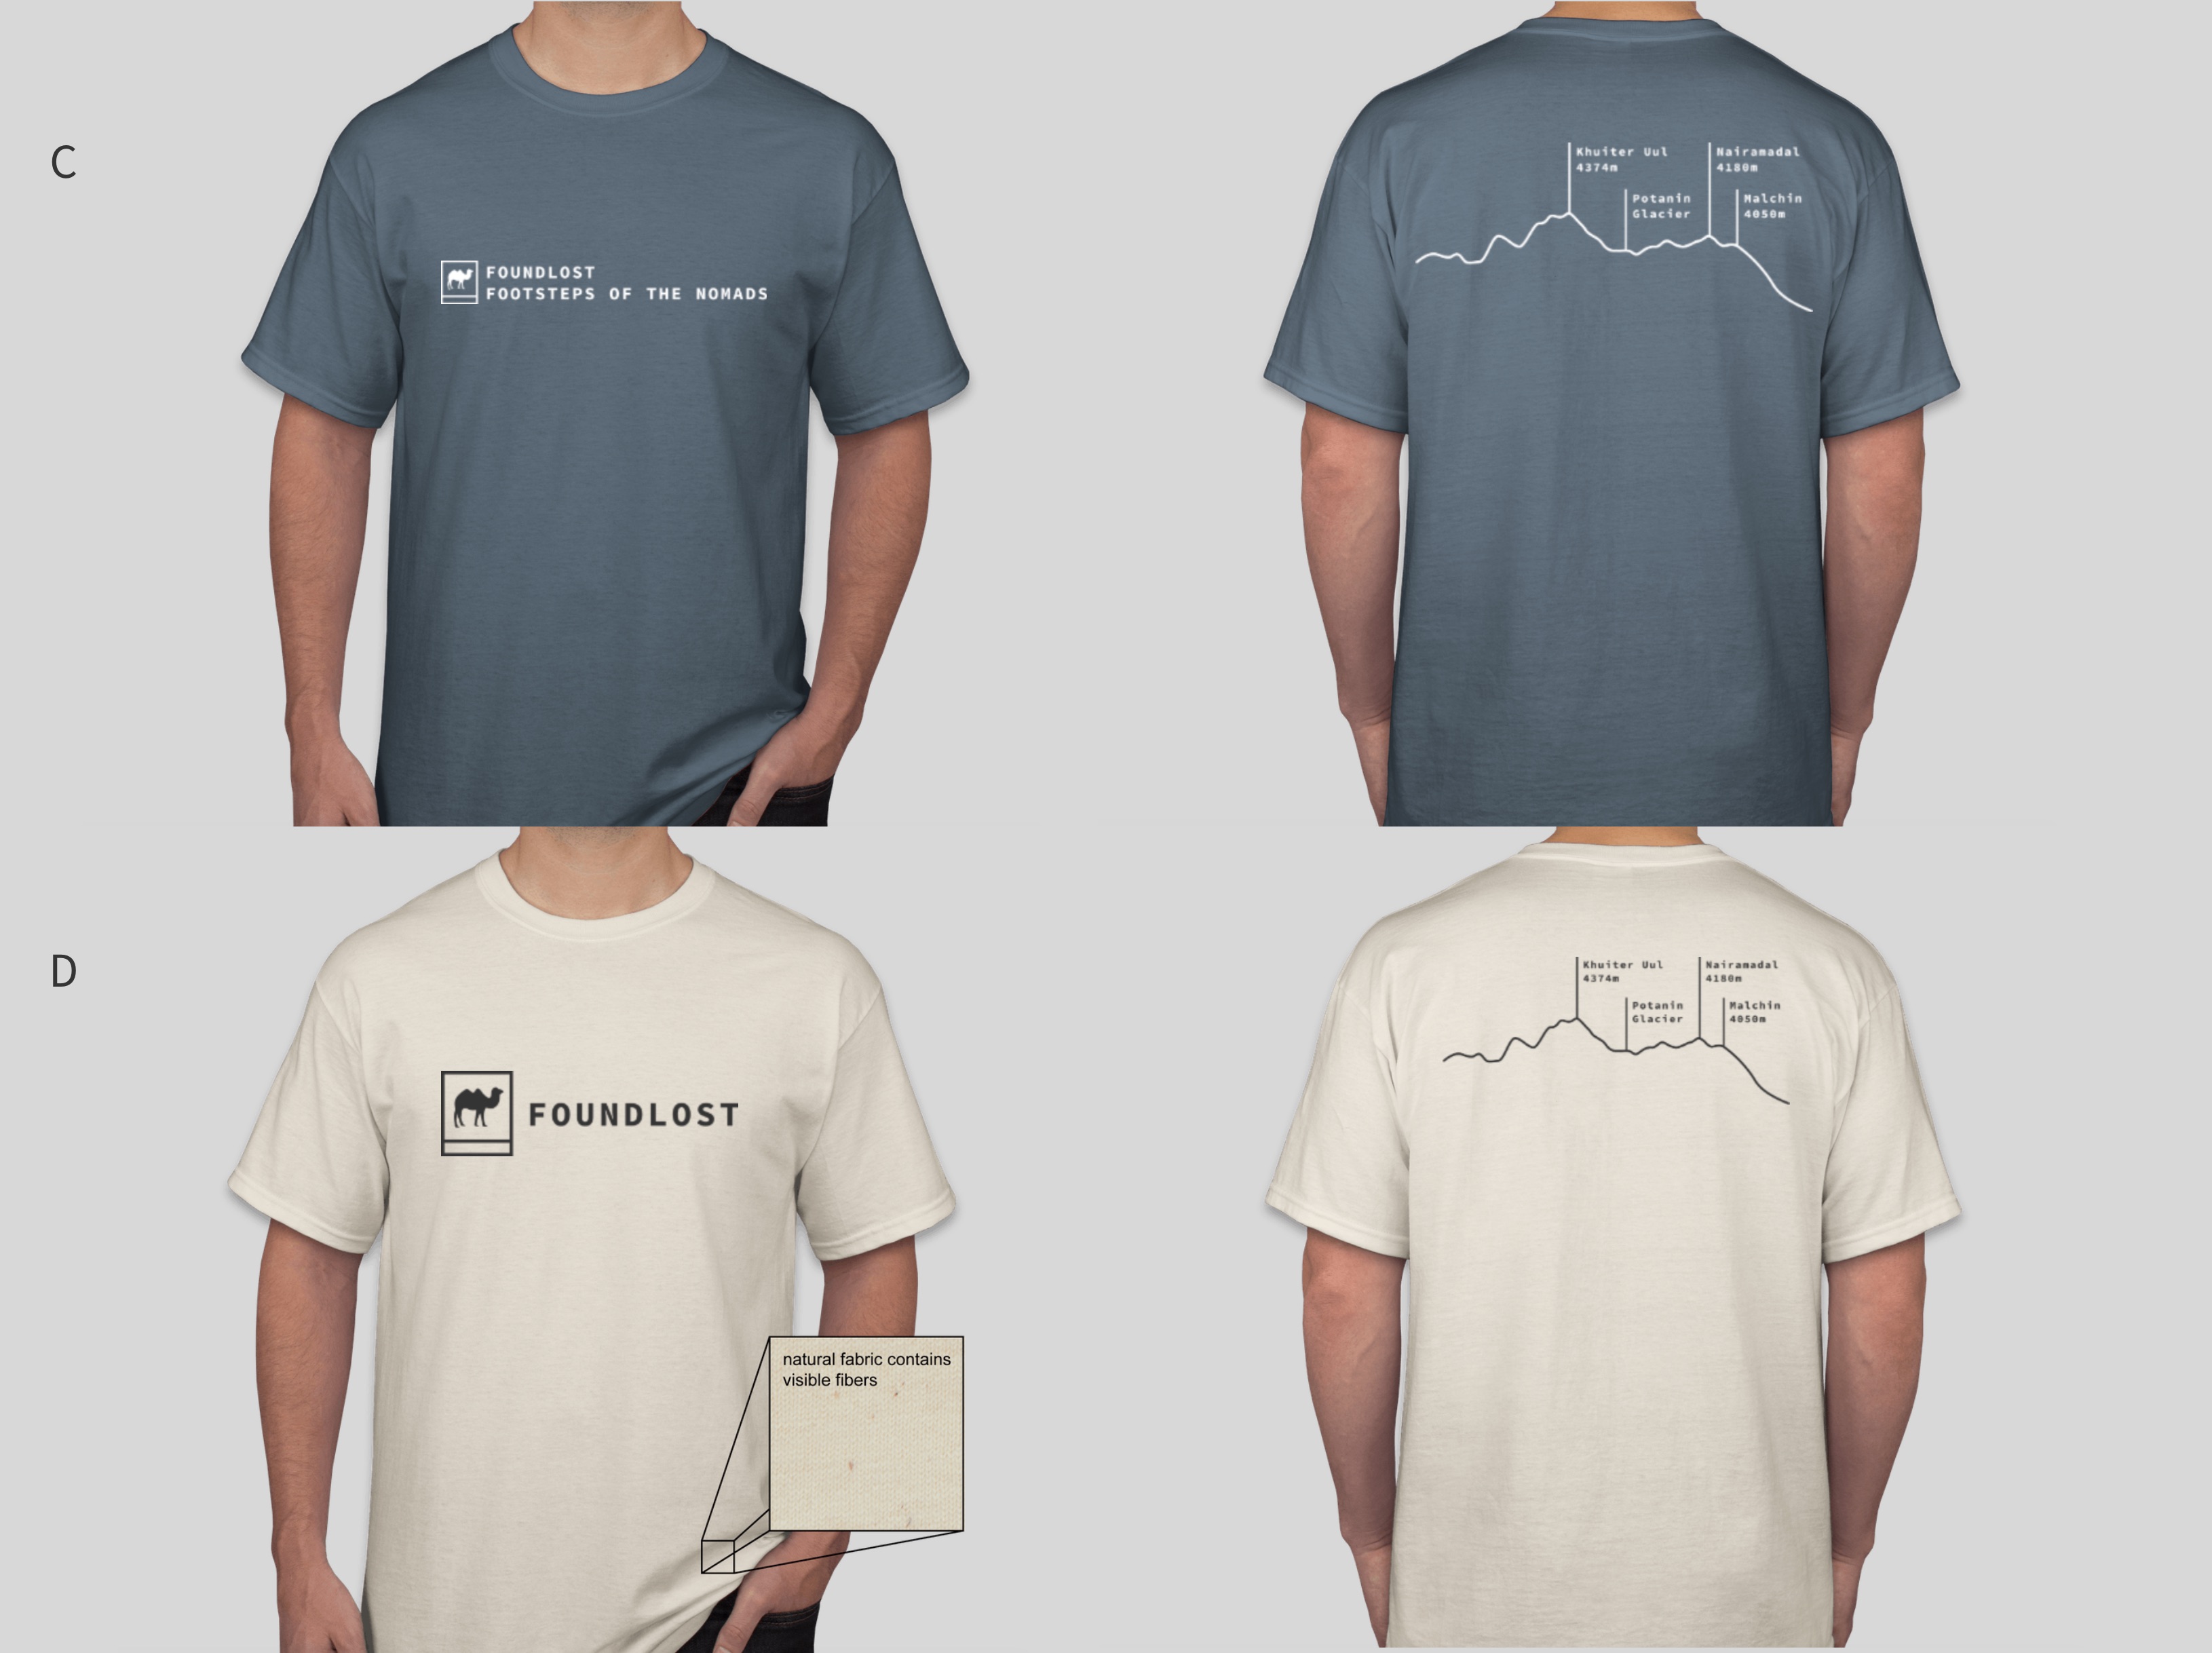 C
FOUNDLOST
FOOTSTEPS OF THE NOMADS
Khuiter Uul
4374m
Potanin
Glacier
Nairamadal
4180m
Malchin
4050m
D
FOUNDLOST
natural fabric contains
visible fibers
Khuiter Uul
4374m
Potanin
Glacier
Nairamadal
4180m
Malchin
4050m